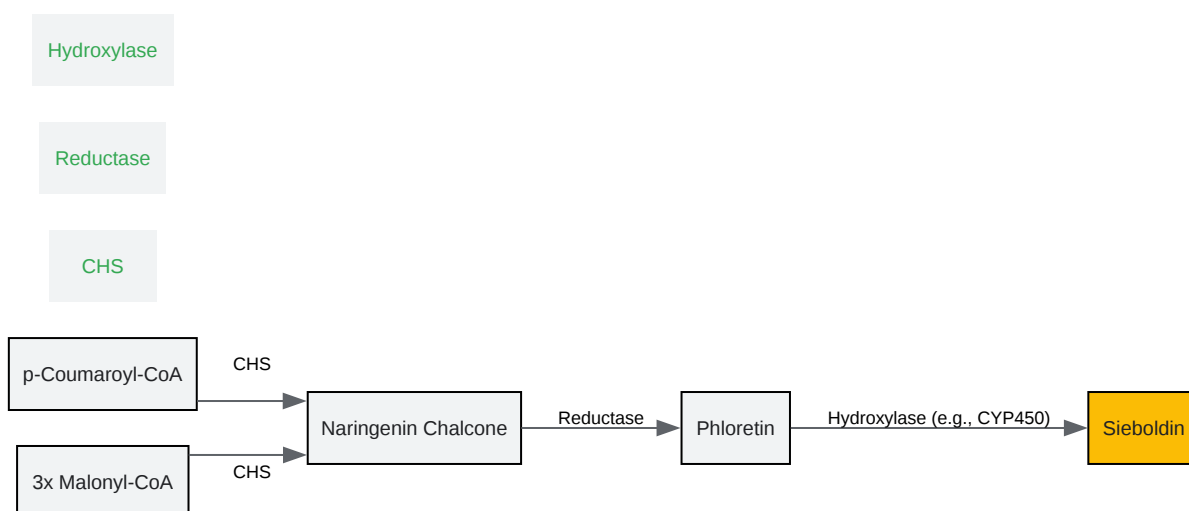 Hydroxylase
Reductase
CHS
p-Coumaroyl-CoA
CHS
Naringenin Chalcone
Reductase
Phloretin
Hydroxylase (e.g., CYP450)
Sieboldin
3x Malonyl-CoA
CHS